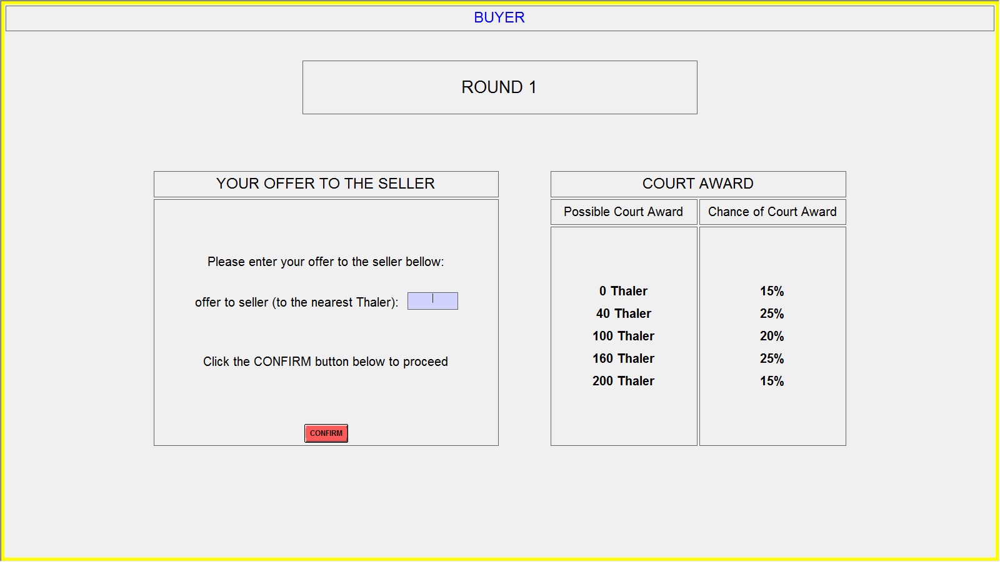 BUYER
ROUND 1
YOUR OFFER TO THE SELLER
Please enter your offer to the seller bellow:
offer to seller (to the nearest Thaler):
Click the CONFIRM button below to proceed
CONFIRM
COURT AWARD
Possible Court Award Chance of Court Award
0 Thaler 15%
40 Thaler 25%
100 Thaler 20%
160 Thaler 25%
200 Thaler 15%